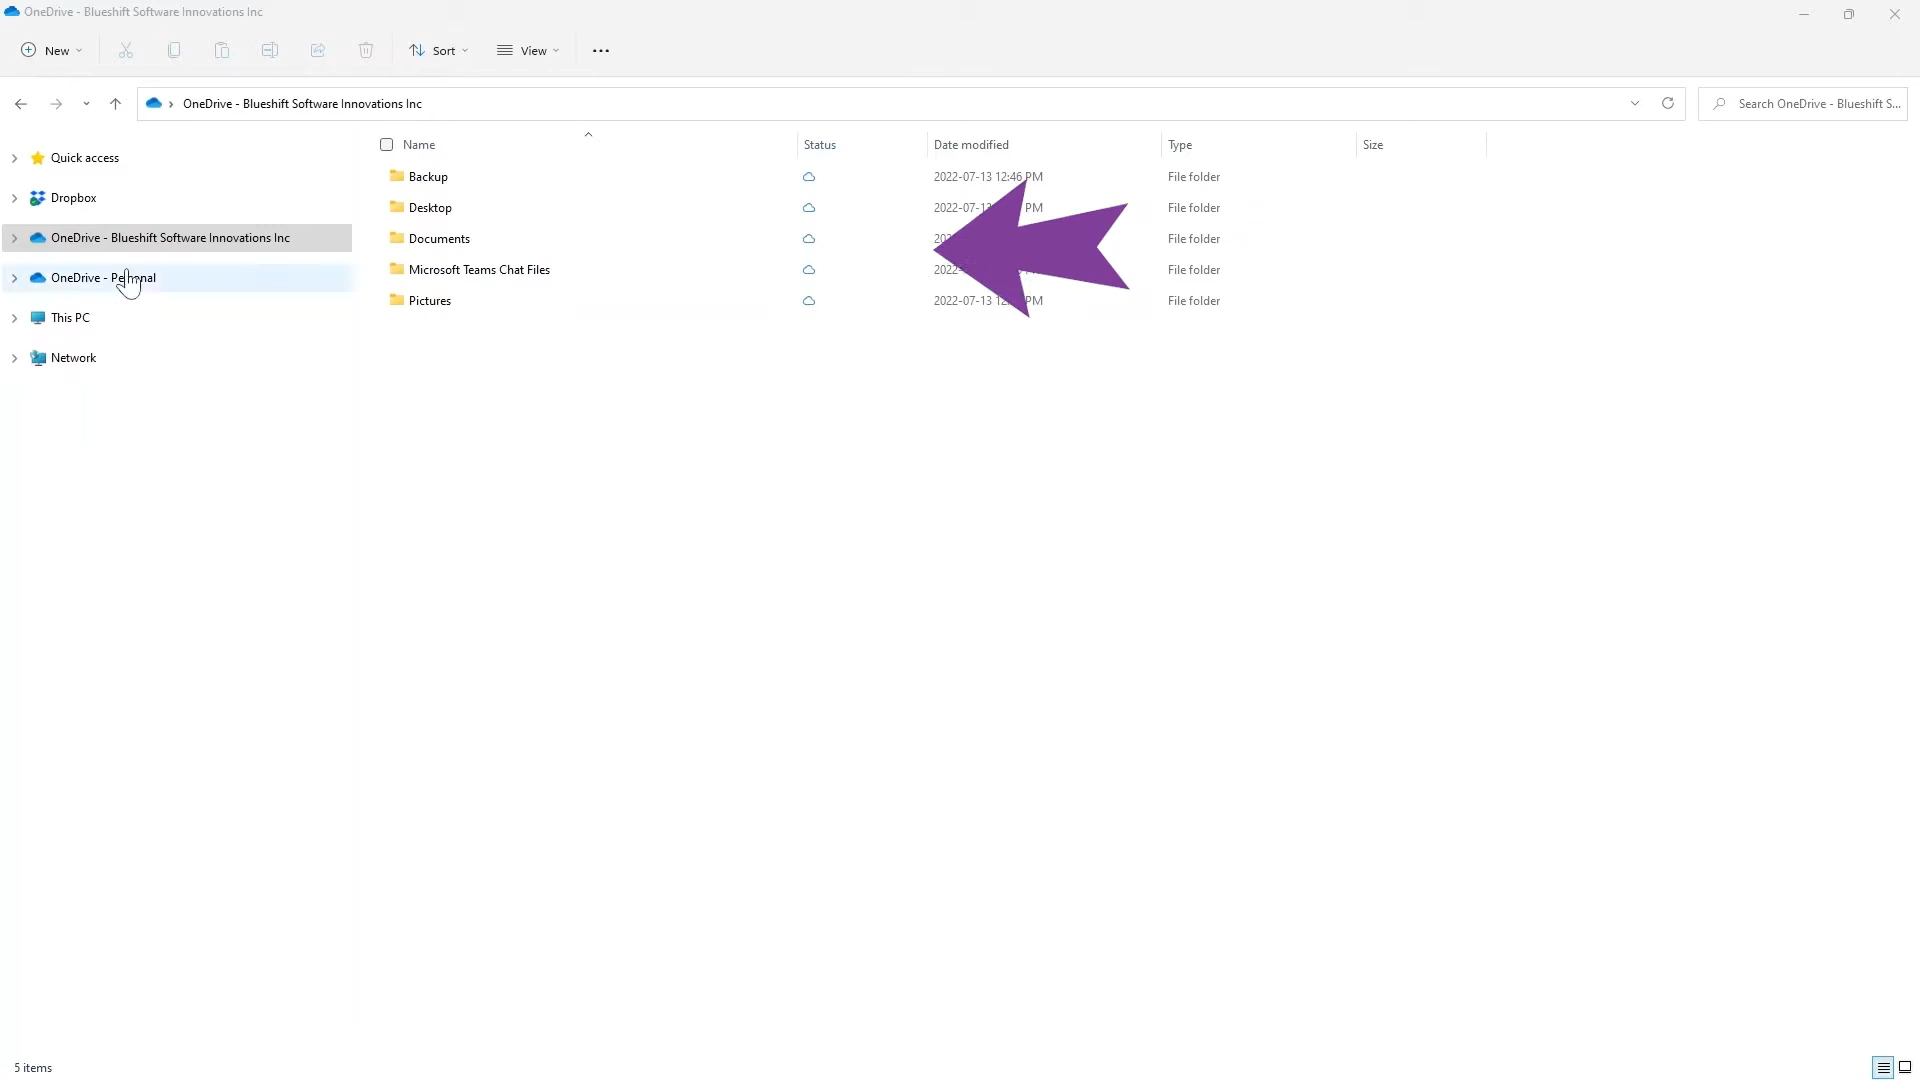 OneDrive - Blueshift Software Innovations Inc
New
Sort
View
OneDrive - Blueshift Software Innovations Inc
Search OneDrive - Blueshift S...
Quick access
Dropbox
OneDrive - Blueshift Software Innovations Inc
OneDrive - Personal
This PC
Network
Name Status Date modified Type Size
Backup 2022-07-13 12:46 PM File folder
Desktop 2022-07-13 PM File folder
Documents File folder
Microsoft Teams Chat Files File folder
Pictures 2022-07-13 PM File folder
5 items